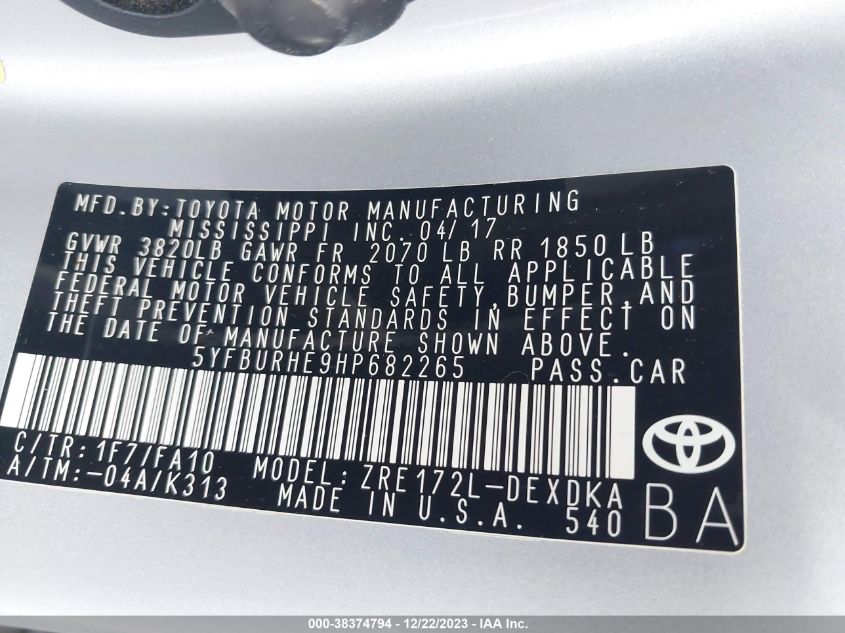 MFD.BY:TOYOTA MOTOR MANUFACTURING
MISSISSIPPI INC. 04/17
GVWR 3820LB GAWR FR 2070 LB RR 1850 LB
THIS VEHICLE CONFORMS TO ALL APPLICABLE
FEDERAL MOTOR VEHICLE SAFETY,BUMPER,AND
THEFT PREVENTION STANDARDS IN EFFECT ON
THE DATE OF MANUFACTURE SHOWN ABOVE.
5YFBURHE9HP682265 PASS.CAR
C/TR:1F7/FA10 MODEL:ZRE172L-DEXDKA
A/TM:-04A/K313 MADE IN U.S.A. 540
BA
000-38374794 - 12/22/2023 - IAA Inc.